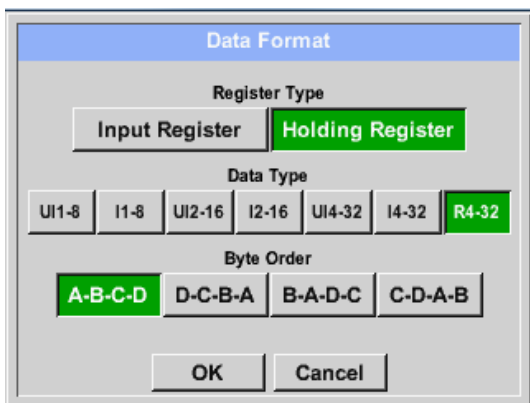 Data Format
Register Type
Input Register Holding Register
Data Type
UI1-8 I1-8 UI2-16 I2-16 UI4-32 I4-32 R4-32
Byte Order
A-B-C-D D-C-B-A B-A-D-C C-D-A-B
OK Cancel